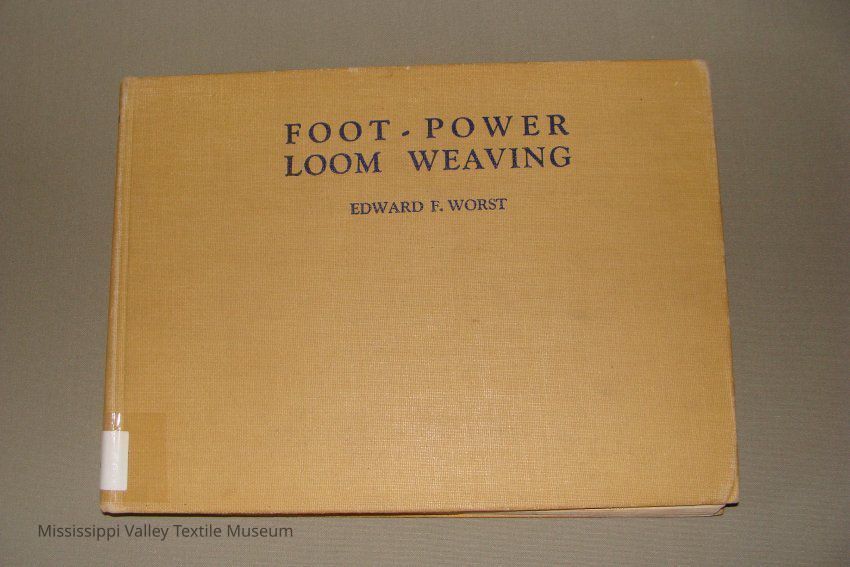 FOOT - POWER
LOOM WEAVING
EDWARD F. WORST
Mississippi Valley Textile Museum